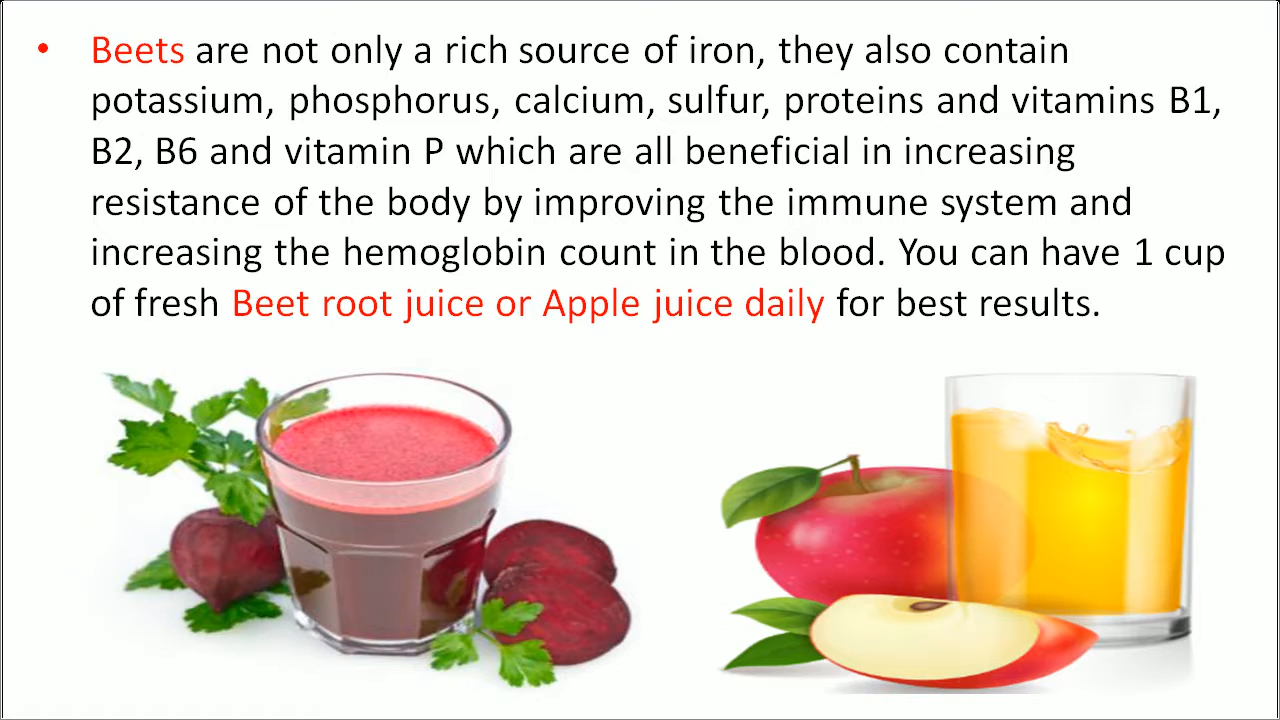 • Beets are not only a rich source of iron, they also contain
potassium, phosphorus, calcium, sulfur, proteins and vitamins B1,
B2, B6 and vitamin P which are all beneficial in increasing
resistance of the body by improving the immune system and
increasing the hemoglobin count in the blood. You can have 1 cup
of fresh Beet root juice or Apple juice daily for best results.